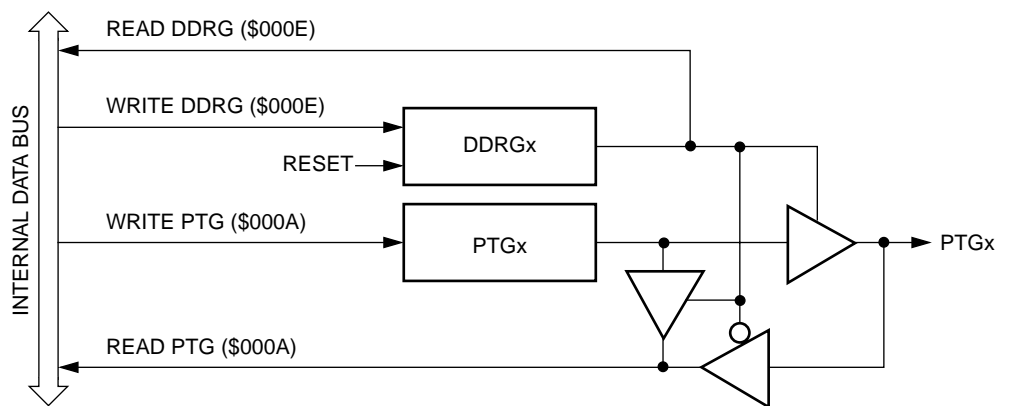 READ DDRG ($000E)
WRITE DDRG ($000E)
DDRGx
RESET
INTERNAL DATA BUS
WRITE PTG ($000A)
PTGx
PTGx
READ PTG ($000A)